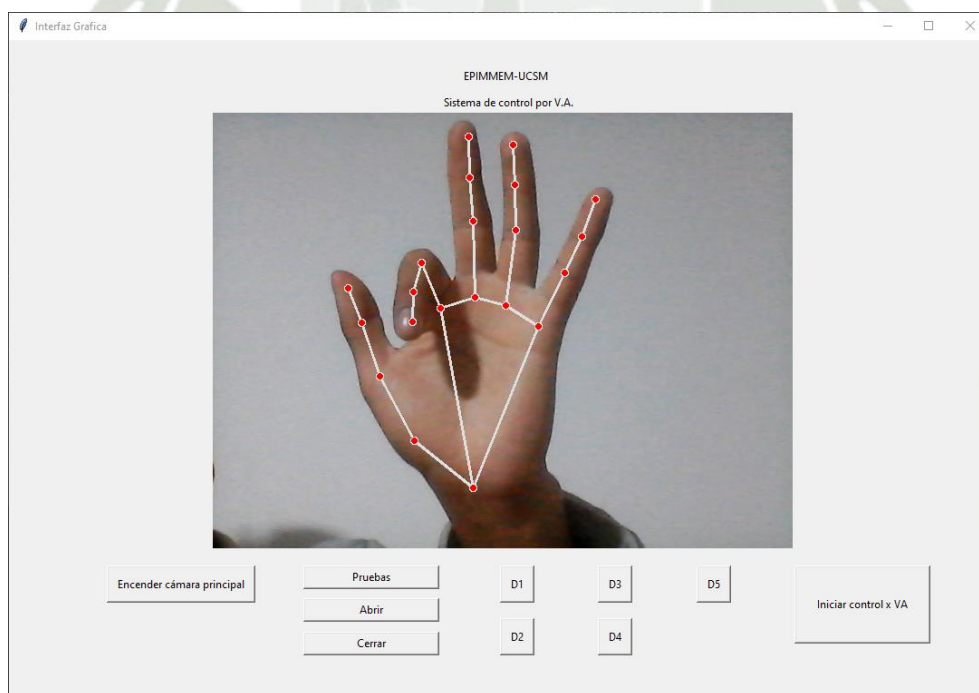 Interfaz Grafica
EPIMMEM-UCSM
Sistema de control por V.A.
Encender cámara principal
Pruebas
Abrir
Cerrar
D1
D3
D5
D2
D4
Iniciar control x VA